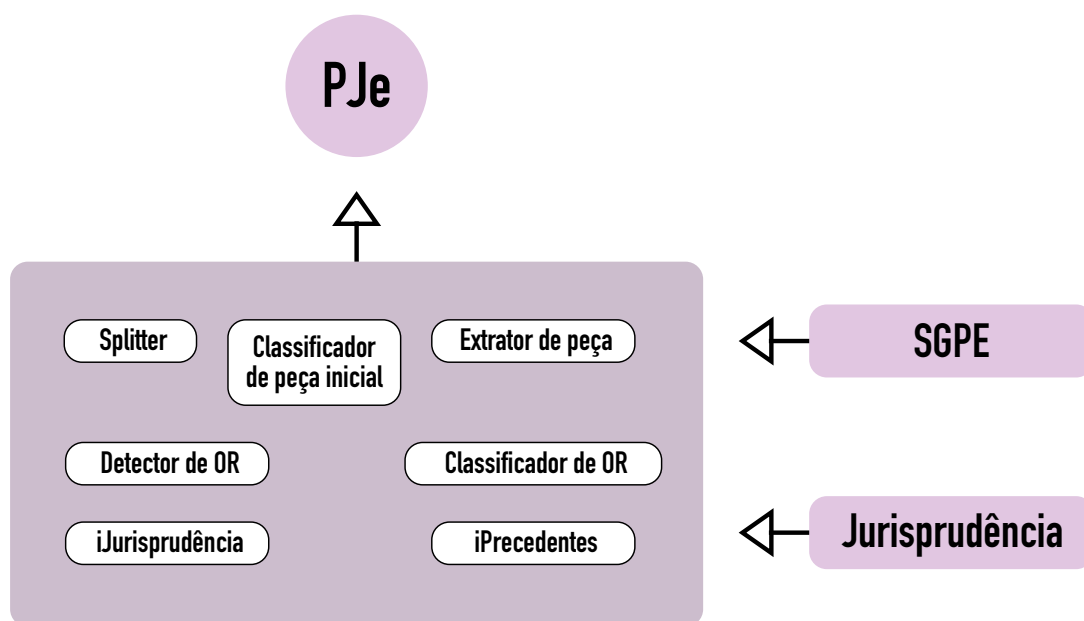 PJe
Splitter
Classificador
de peça inicial
Extrator de peça
SGPE
Detector de OR
Classificador de OR
iJurisprudência
iPrecedentes
Jurisprudência